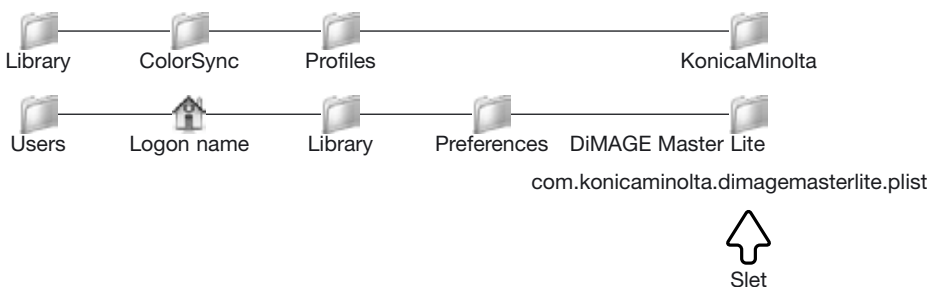 Library ColorSync Profiles KonicaMinolta
Users Logon name Library Preferences DiMAGE Master Lite
com.konicaminolta.dimagemasterlite.plist
Slet